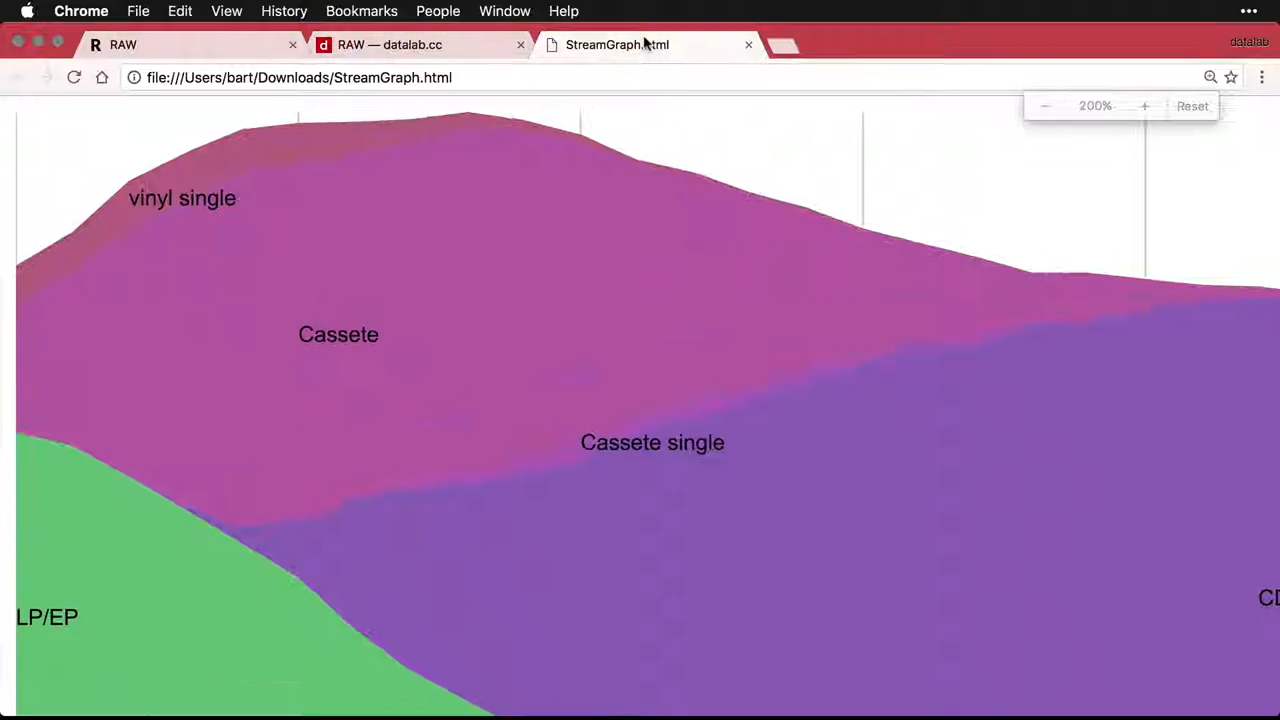 Chrome File Edit View History Bookmarks People Window Help
R RAW
d RAW — datalab.cc
StreamGraph.html
datalab
file:///Users/bart/Downloads/StreamGraph.html
− 200% + Reset
vinyl single
Cassete
Cassete single
LP/EP
CD